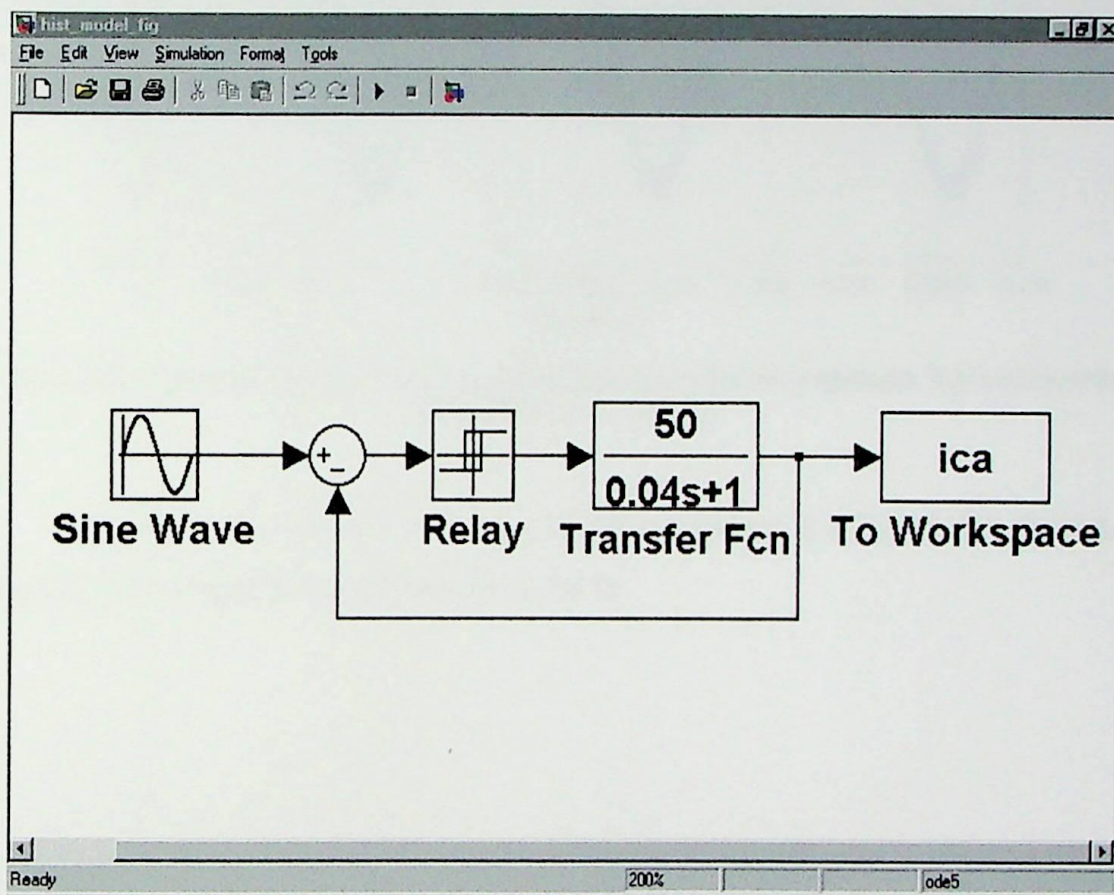 hist_model_fig
File Edit View Simulation Format Tools
+
-
50
0.04s+1
ica
Sine Wave
Relay
Transfer Fcn
To Workspace
Ready
200%
ode5